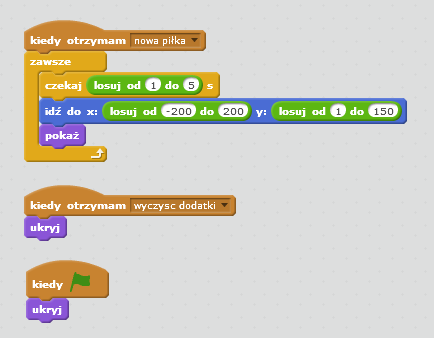 kiedy otrzymam nowa piłka
zawsze
czekaj losuj od 1 do 5 s
idź do x: losuj od -200 do 200 y: losuj od 1 do 150
pokaż
kiedy otrzymam wyczysc dodatki
ukryj
kiedy
ukryj